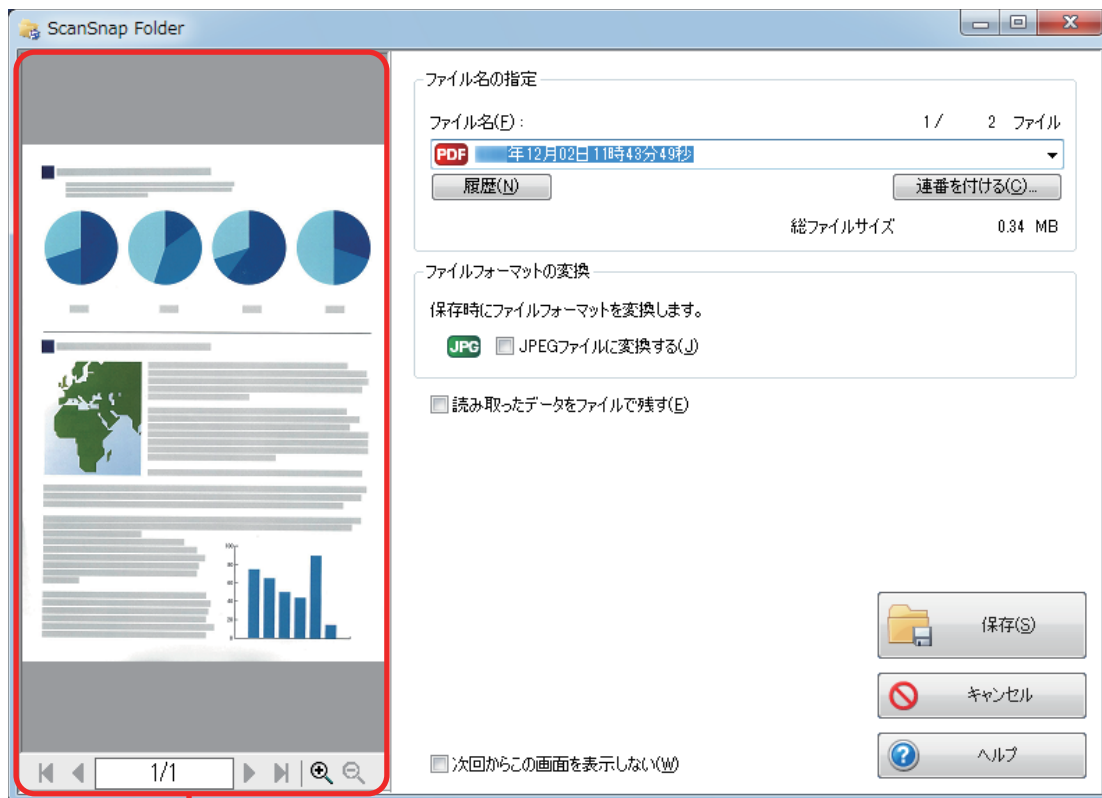 ScanSnap Folder
ファイル名の指定
ファイル名(F): 1/ 2 ファイル
PDF 年12月02日11時43分49秒
履歴(N) 連番を付ける(C)...
総ファイルサイズ 0.34 MB
ファイルフォーマットの変換
保存時にファイルフォーマットを変換します。
JPG JPEGファイルに変換する(J)
読み取ったデータをファイルで残す(E)
保存(S)
キャンセル
次回からこの画面を表示しない(W)
ヘルプ
1/1